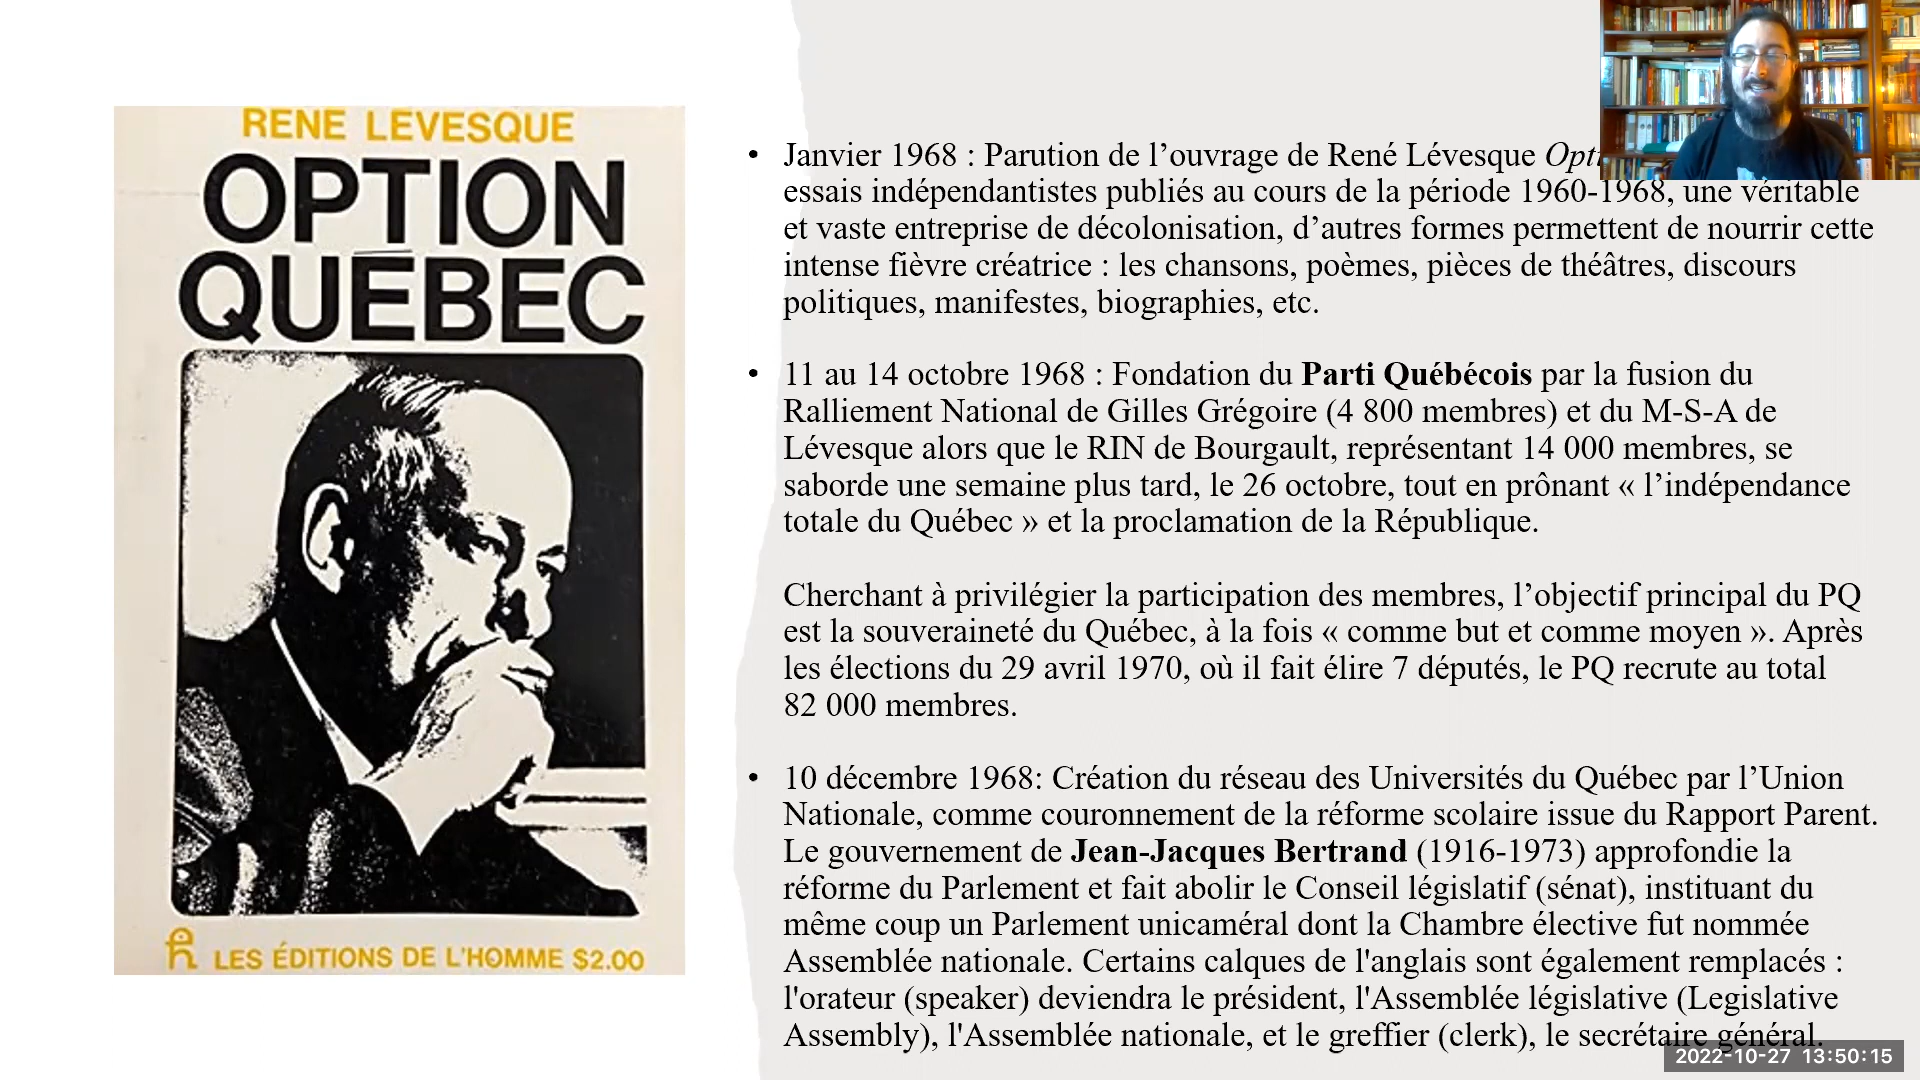 RENÉ LÉVESQUE
OPTION
QUÉBEC
LES ÉDITIONS DE L'HOMME $2.00
• Janvier 1968 : Parution de l’ouvrage de René Lévesque
essais indépendantistes publiés au cours de la période 1960-1968, une véritable
et vaste entreprise de décolonisation, d’autres formes permettent de nourrir cette
intense fièvre créatrice : les chansons, poèmes, pièces de théâtres, discours
politiques, manifestes, biographies, etc.
• 11 au 14 octobre 1968 : Fondation du Parti Québécois par la fusion du
Ralliement National de Gilles Grégoire (4 800 membres) et du M-S-A de
Lévesque alors que le RIN de Bourgault, représentant 14 000 membres, se
saborde une semaine plus tard, le 26 octobre, tout en prônant « l’indépendance
totale du Québec » et la proclamation de la République.
Cherchant à privilégier la participation des membres, l’objectif principal du PQ
est la souveraineté du Québec, à la fois « comme but et comme moyen ». Après
les élections du 29 avril 1970, où il fait élire 7 députés, le PQ recrute au total
82 000 membres.
• 10 décembre 1968: Création du réseau des Universités du Québec par l’Union
Nationale, comme couronnement de la réforme scolaire issue du Rapport Parent.
Le gouvernement de Jean-Jacques Bertrand (1916-1973) approfondie la
réforme du Parlement et fait abolir le Conseil législatif (sénat), instituant du
même coup un Parlement unicaméral dont la Chambre élective fut nommée
Assemblée nationale. Certains calques de l'anglais sont également remplacés :
l'orateur (speaker) deviendra le président, l'Assemblée législative (Legislative
Assembly), l'Assemblée nationale, et le greffier (clerk), le secrétaire général.
2022-10-27 13:50:15